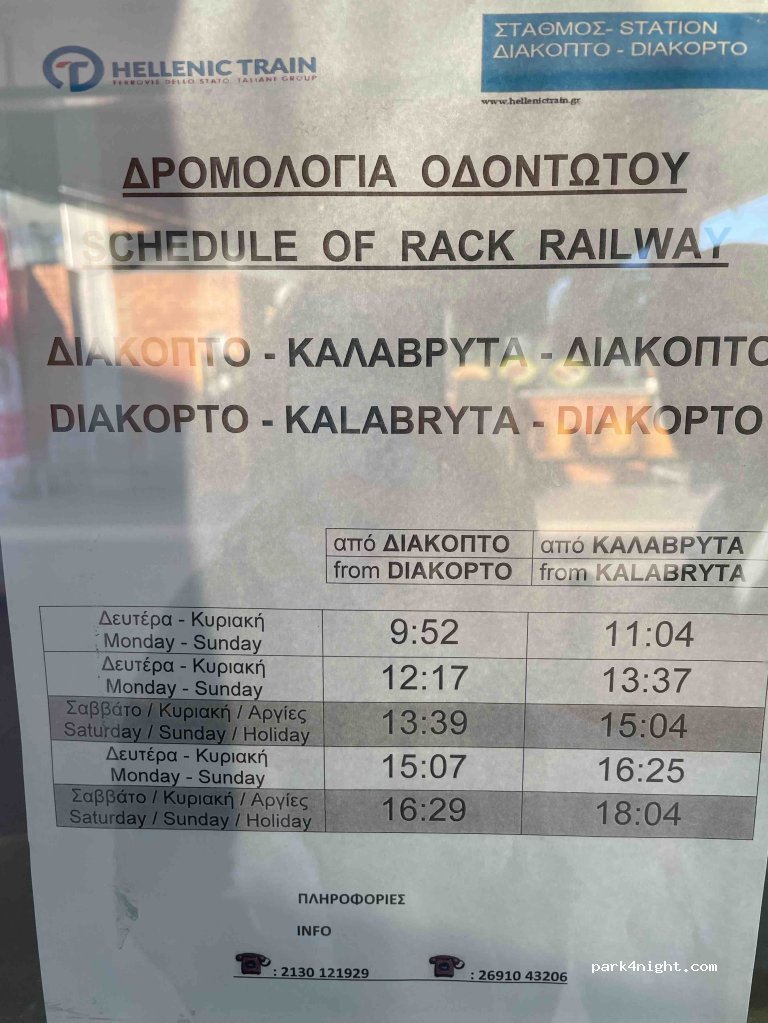 HELLENIC TRAIN
FERROVIE DELLO STATO ITALIANE GROUP
ΣΤΑΘΜΟΣ- STATION
ΔΙΑΚΟΠΤΟ - DIAKOPTO
www.hellenictrain.gr
ΔΡΟΜΟΛΟΓΙΑ ΟΔΟΝΤΩΤΟΥ
SCHEDULE OF RACK RAILWAY
ΔΙΑΚΟΠΤΟ - ΚΑΛΑΒΡΥΤΑ - ΔΙΑΚΟΠΤΟ
DIAKOPTO - KALABRYTA - DIAKOPTO
από ΔΙΑΚΟΠΤΟ από ΚΑΛΑΒΡΥΤΑ
from DIAKOPTO from KALABRYTA
Δευτέρα - Κυριακή
Monday - Sunday 9:52 11:04
Δευτέρα - Κυριακή
Monday - Sunday 12:17 13:37
Σαββάτο / Κυριακή / Αργίες
Saturday / Sunday / Holiday 13:39 15:04
Δευτέρα - Κυριακή
Monday - Sunday 15:07 16:25
Σαββάτο / Κυριακή / Αργίες
Saturday / Sunday / Holiday 16:29 18:04
ΠΛΗΡΟΦΟΡΙΕΣ
INFO
: 2130 121929 : 26910 43206
park4night.com